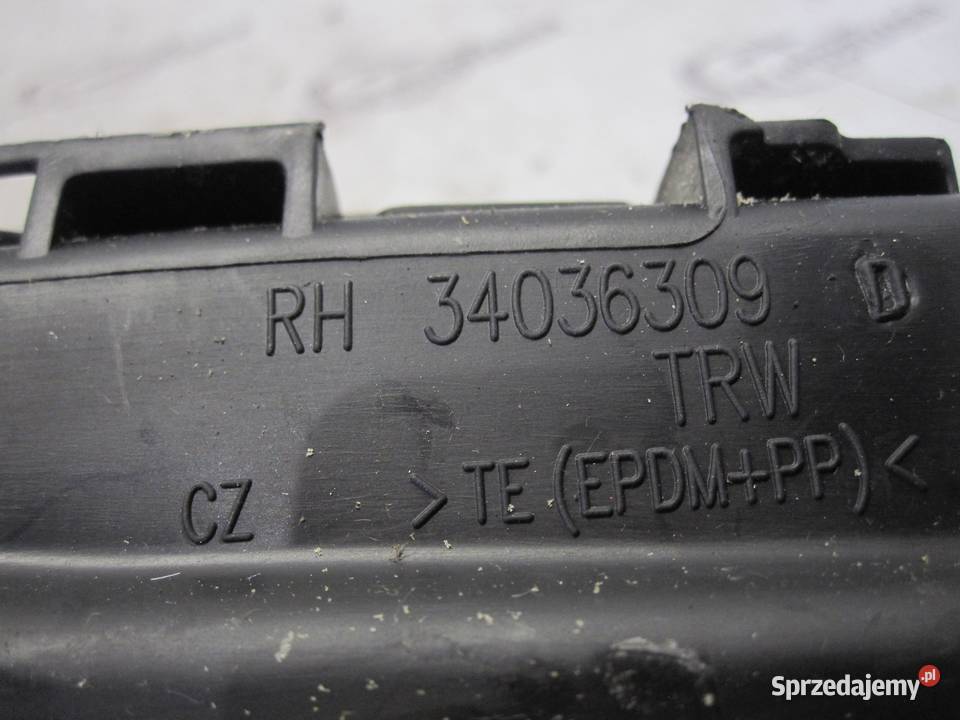 RH 34036309 D
TRW
CZ >TE(EPDM+PP)<
Sprzedajemy.pl